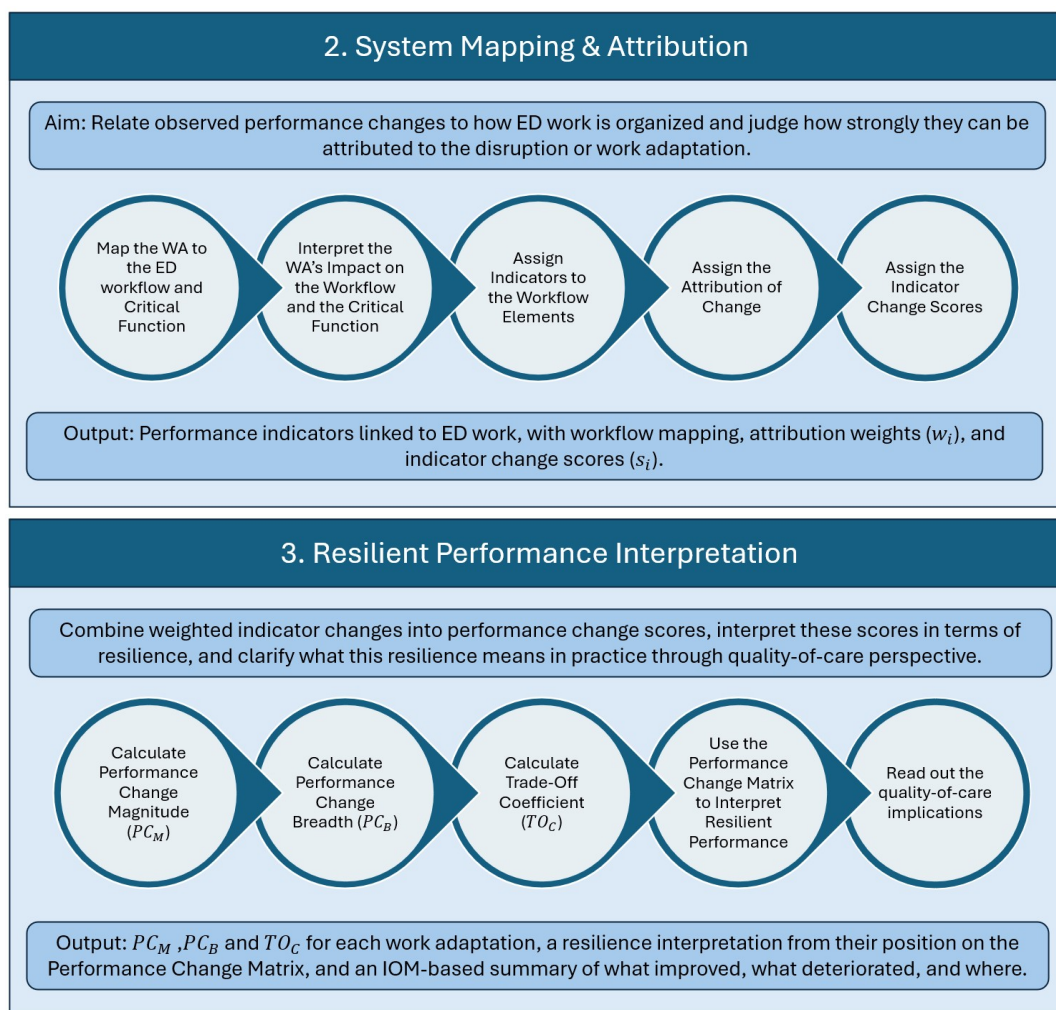 2. System Mapping & Attribution
Aim: Relate observed performance changes to how ED work is organized and judge how strongly they can be
attributed to the disruption or work adaptation.
Map the WA to
the ED
workflow and
Critical
Function
Interpret the
WA's Impact on
the Workflow
and the Critical
Function
Assign
Indicators to
the Workflow
Elements
Assign the
Attribution of
Change
Assign the
Indicator
Change Scores
Output: Performance indicators linked to ED work, with workflow mapping, attribution weights (wᵢ), and
indicator change scores (sᵢ).
3. Resilient Performance Interpretation
Combine weighted indicator changes into performance change scores, interpret these scores in terms of
resilience, and clarify what this resilience means in practice through quality-of-care perspective.
Calculate
Performance
Change
Magnitude
(PC_M)
Calculate
Performance
Change
Breadth (PC_B)
Calculate
Trade-Off
Coefficient
(TO_C)
Use the
Performance
Change Matrix
to Interpret
Resilient
Performance
Read out the
quality-of-care
implications
Output: PC_M ,PC_B and TO_C for each work adaptation, a resilience interpretation from their position on the
Performance Change Matrix, and an IOM-based summary of what improved, what deteriorated, and where.